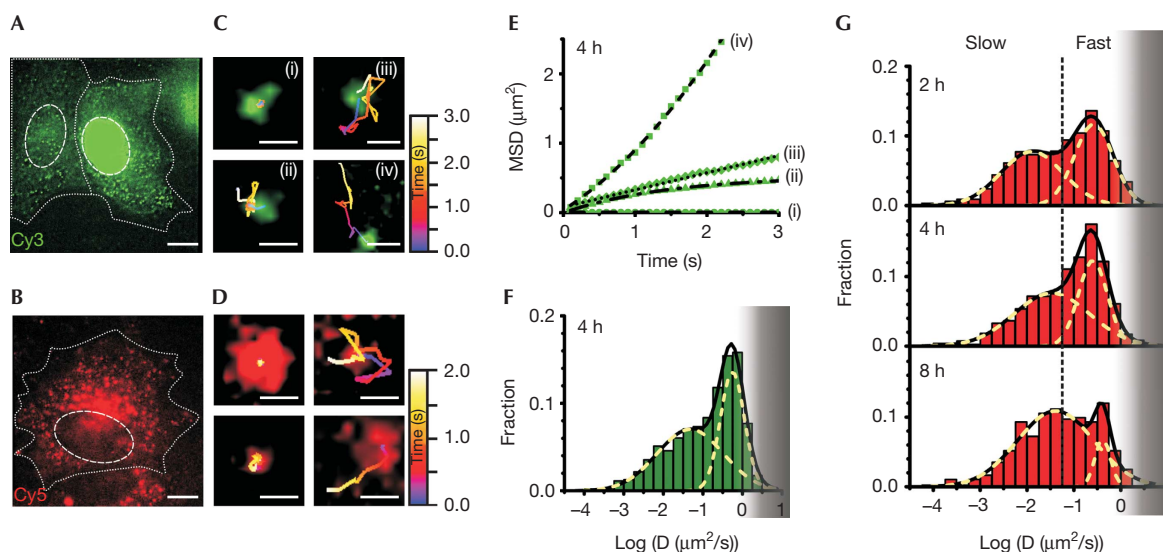 A
Cy3
B
Cy5
C
(i)
(iii)
(ii)
(iv)
3.0
2.0
1.0
0.0
Time (s)
D
2.0
1.0
0.0
Time (s)
E
4 h
MSD (μm²)
2
1
0
0
1
2
3
Time (s)
(iv)
(iii)
(ii)
(i)
F
4 h
Fraction
0.2
0.1
0.0
−4 −3 −2 −1 0 1
Log (D (μm²/s))
G
Slow Fast
2 h
0.2
0.1
0.0
4 h
Fraction
0.1
0.0
8 h
0.1
0.0
−4 −3 −2 −1 0
Log (D (μm²/s))